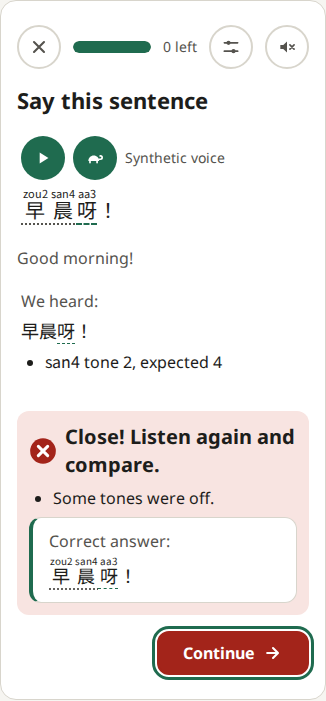 0 left
Say this sentence
Synthetic voice
zou2 san4 aa3
早晨呀！
Good morning!
We heard:
早晨呀！
san4 tone 2, expected 4
Close! Listen again and
compare.
Some tones were off.
Correct answer:
zou2 san4 aa3
早晨呀！
Continue